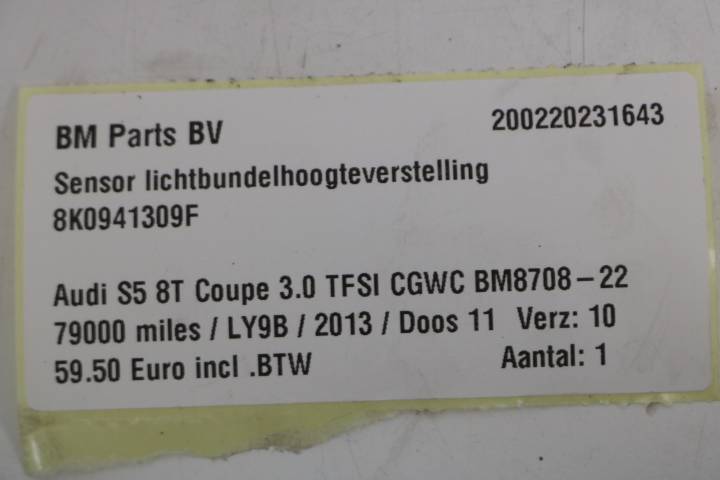 BM Parts BV 200220231643
Sensor lichtbundelhoogteverstelling
8K0941309F
Audi S5 8T Coupe 3.0 TFSI CGWC BM8708-22
79000 miles / LY9B / 2013 / Doos 11 Verz: 10
59.50 Euro incl .BTW Aantal: 1